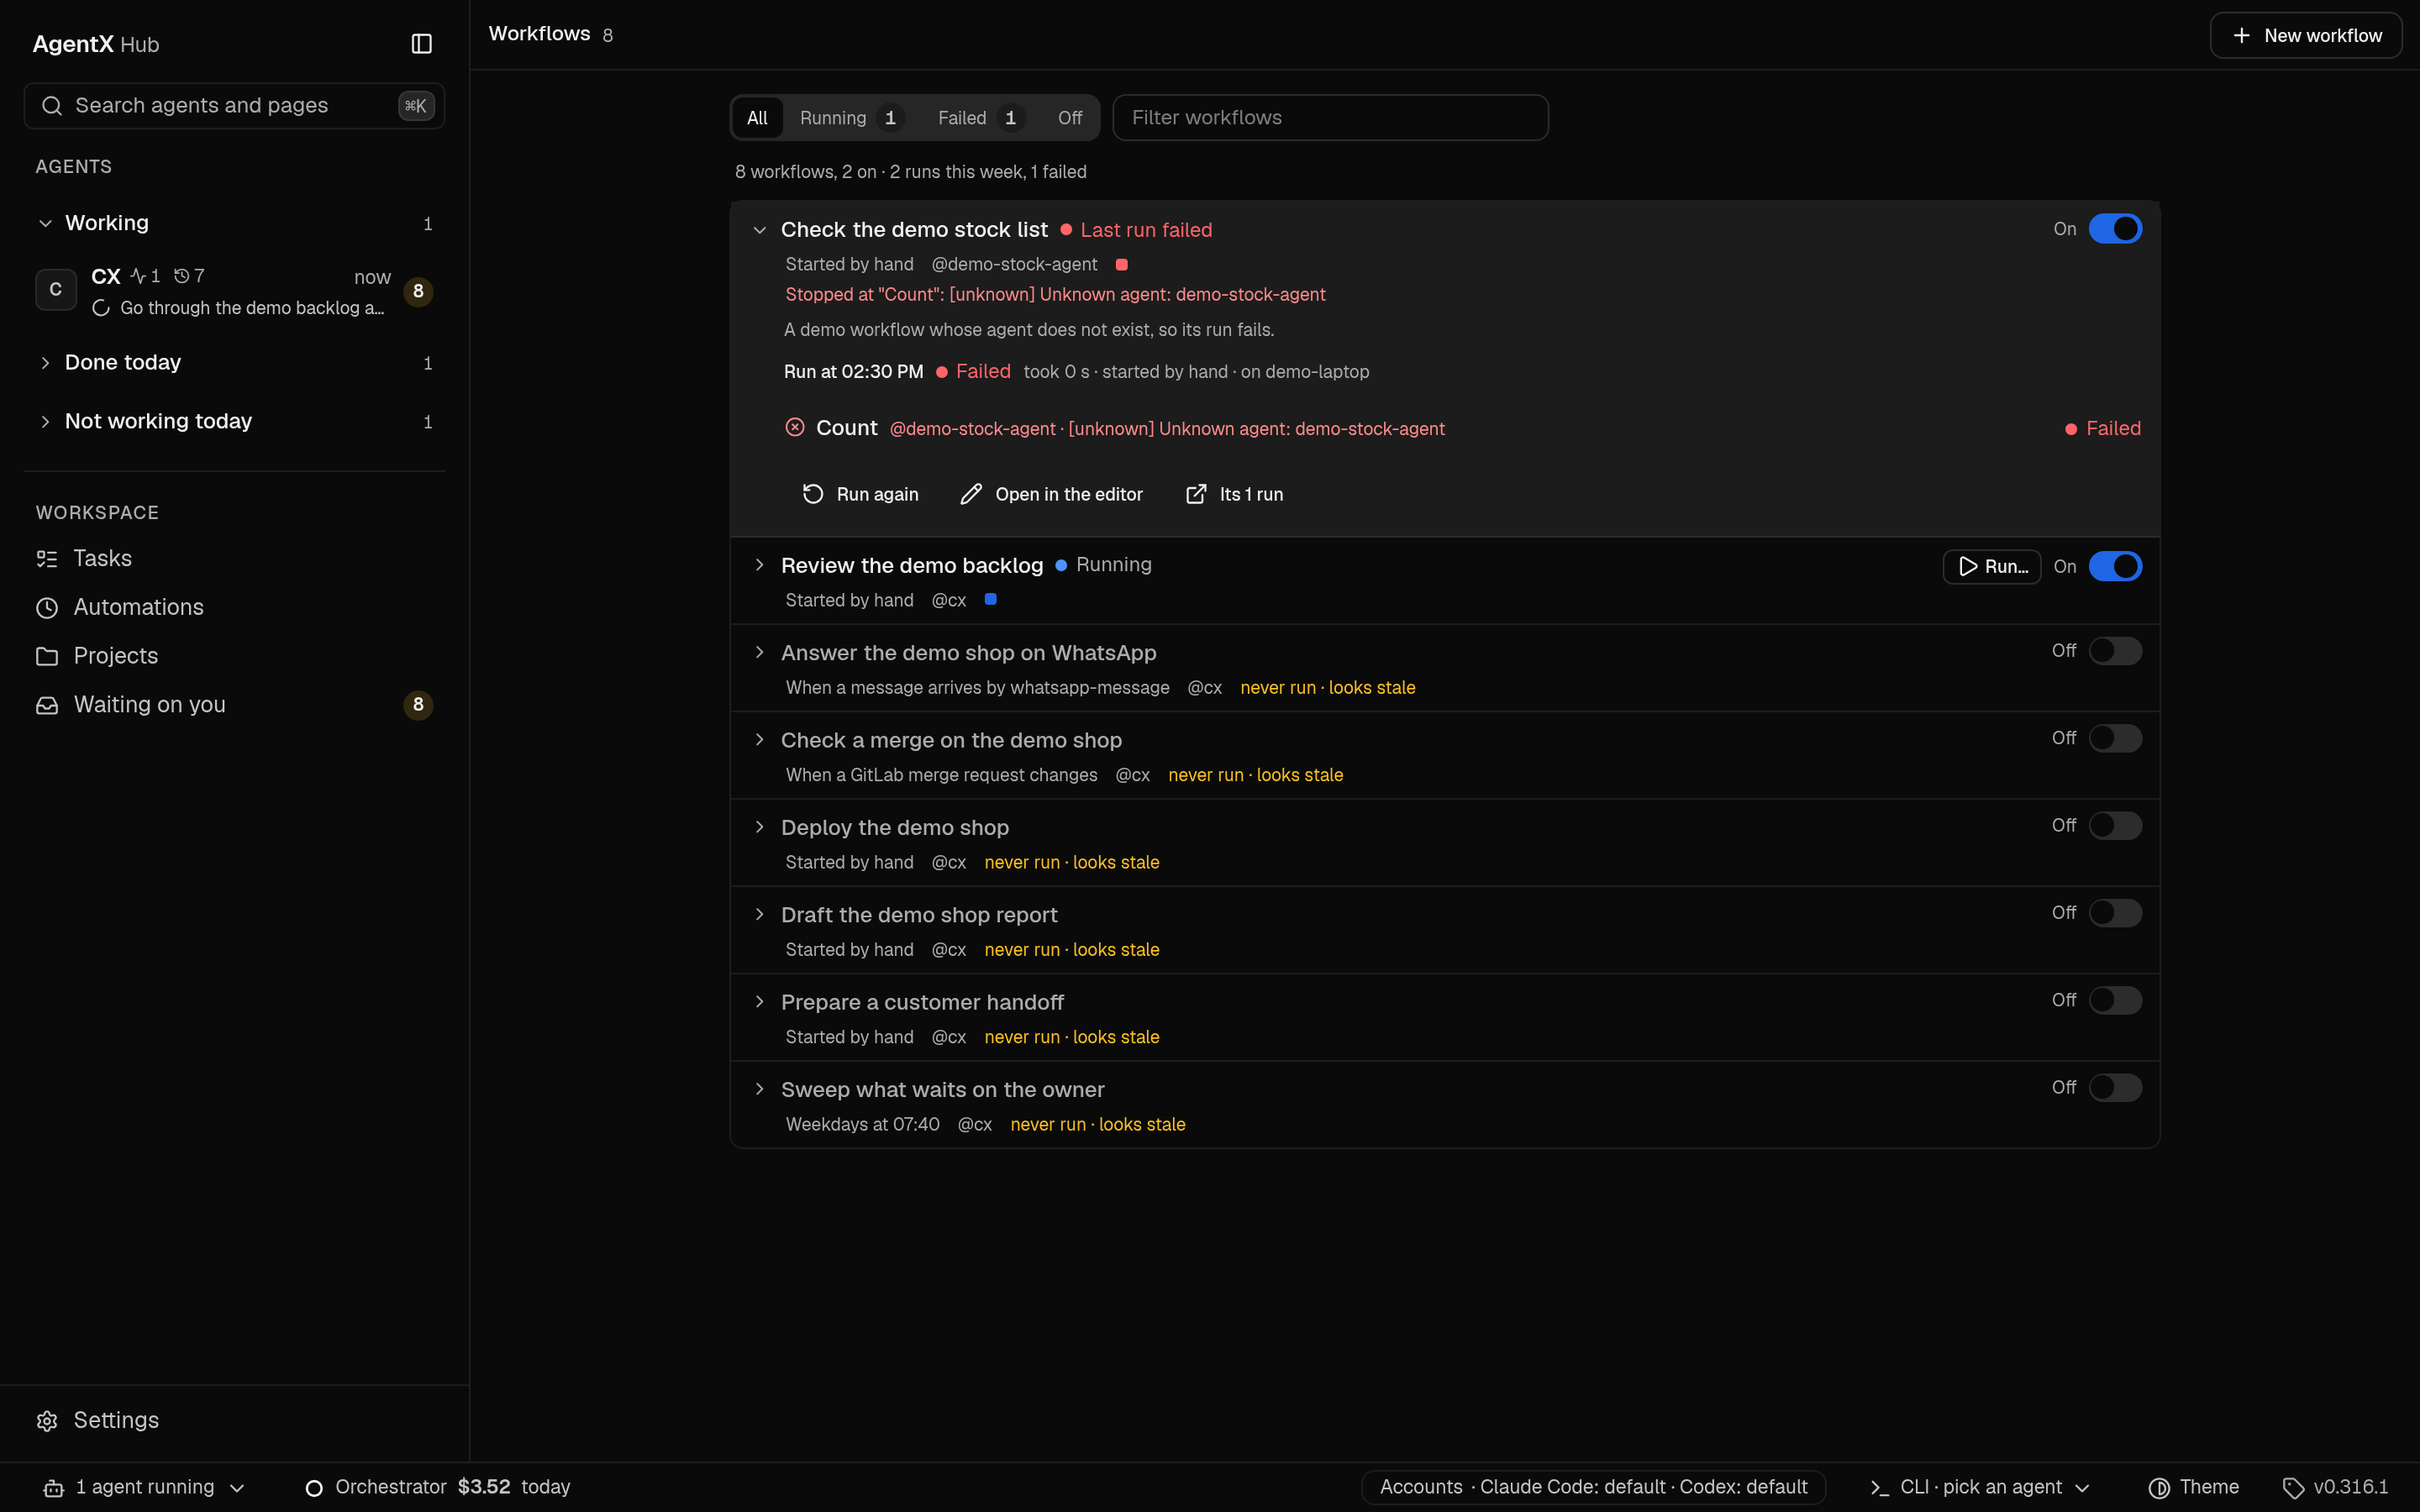 AgentX Hub
Search agents and pages ⌘K
AGENTS
Working 1
C CX 1 7 now 8
Go through the demo backlog a...
Done today 1
Not working today 1
WORKSPACE
Tasks
Automations
Projects
Waiting on you 8
Settings
Workflows 8
New workflow
All Running 1 Failed 1 Off Filter workflows
8 workflows, 2 on · 2 runs this week, 1 failed
Check the demo stock list Last run failed On
Started by hand @demo-stock-agent
Stopped at "Count": [unknown] Unknown agent: demo-stock-agent
A demo workflow whose agent does not exist, so its run fails.
Run at 02:30 PM Failed took 0 s · started by hand · on demo-laptop
Count @demo-stock-agent · [unknown] Unknown agent: demo-stock-agent Failed
Run again Open in the editor Its 1 run
Review the demo backlog Running Run... On
Started by hand @cx
Answer the demo shop on WhatsApp Off
When a message arrives by whatsapp-message @cx never run · looks stale
Check a merge on the demo shop Off
When a GitLab merge request changes @cx never run · looks stale
Deploy the demo shop Off
Started by hand @cx never run · looks stale
Draft the demo shop report Off
Started by hand @cx never run · looks stale
Prepare a customer handoff Off
Started by hand @cx never run · looks stale
Sweep what waits on the owner Off
Weekdays at 07:40 @cx never run · looks stale
1 agent running Orchestrator $3.52 today Accounts · Claude Code: default · Codex: default CLI · pick an agent Theme v0.316.1